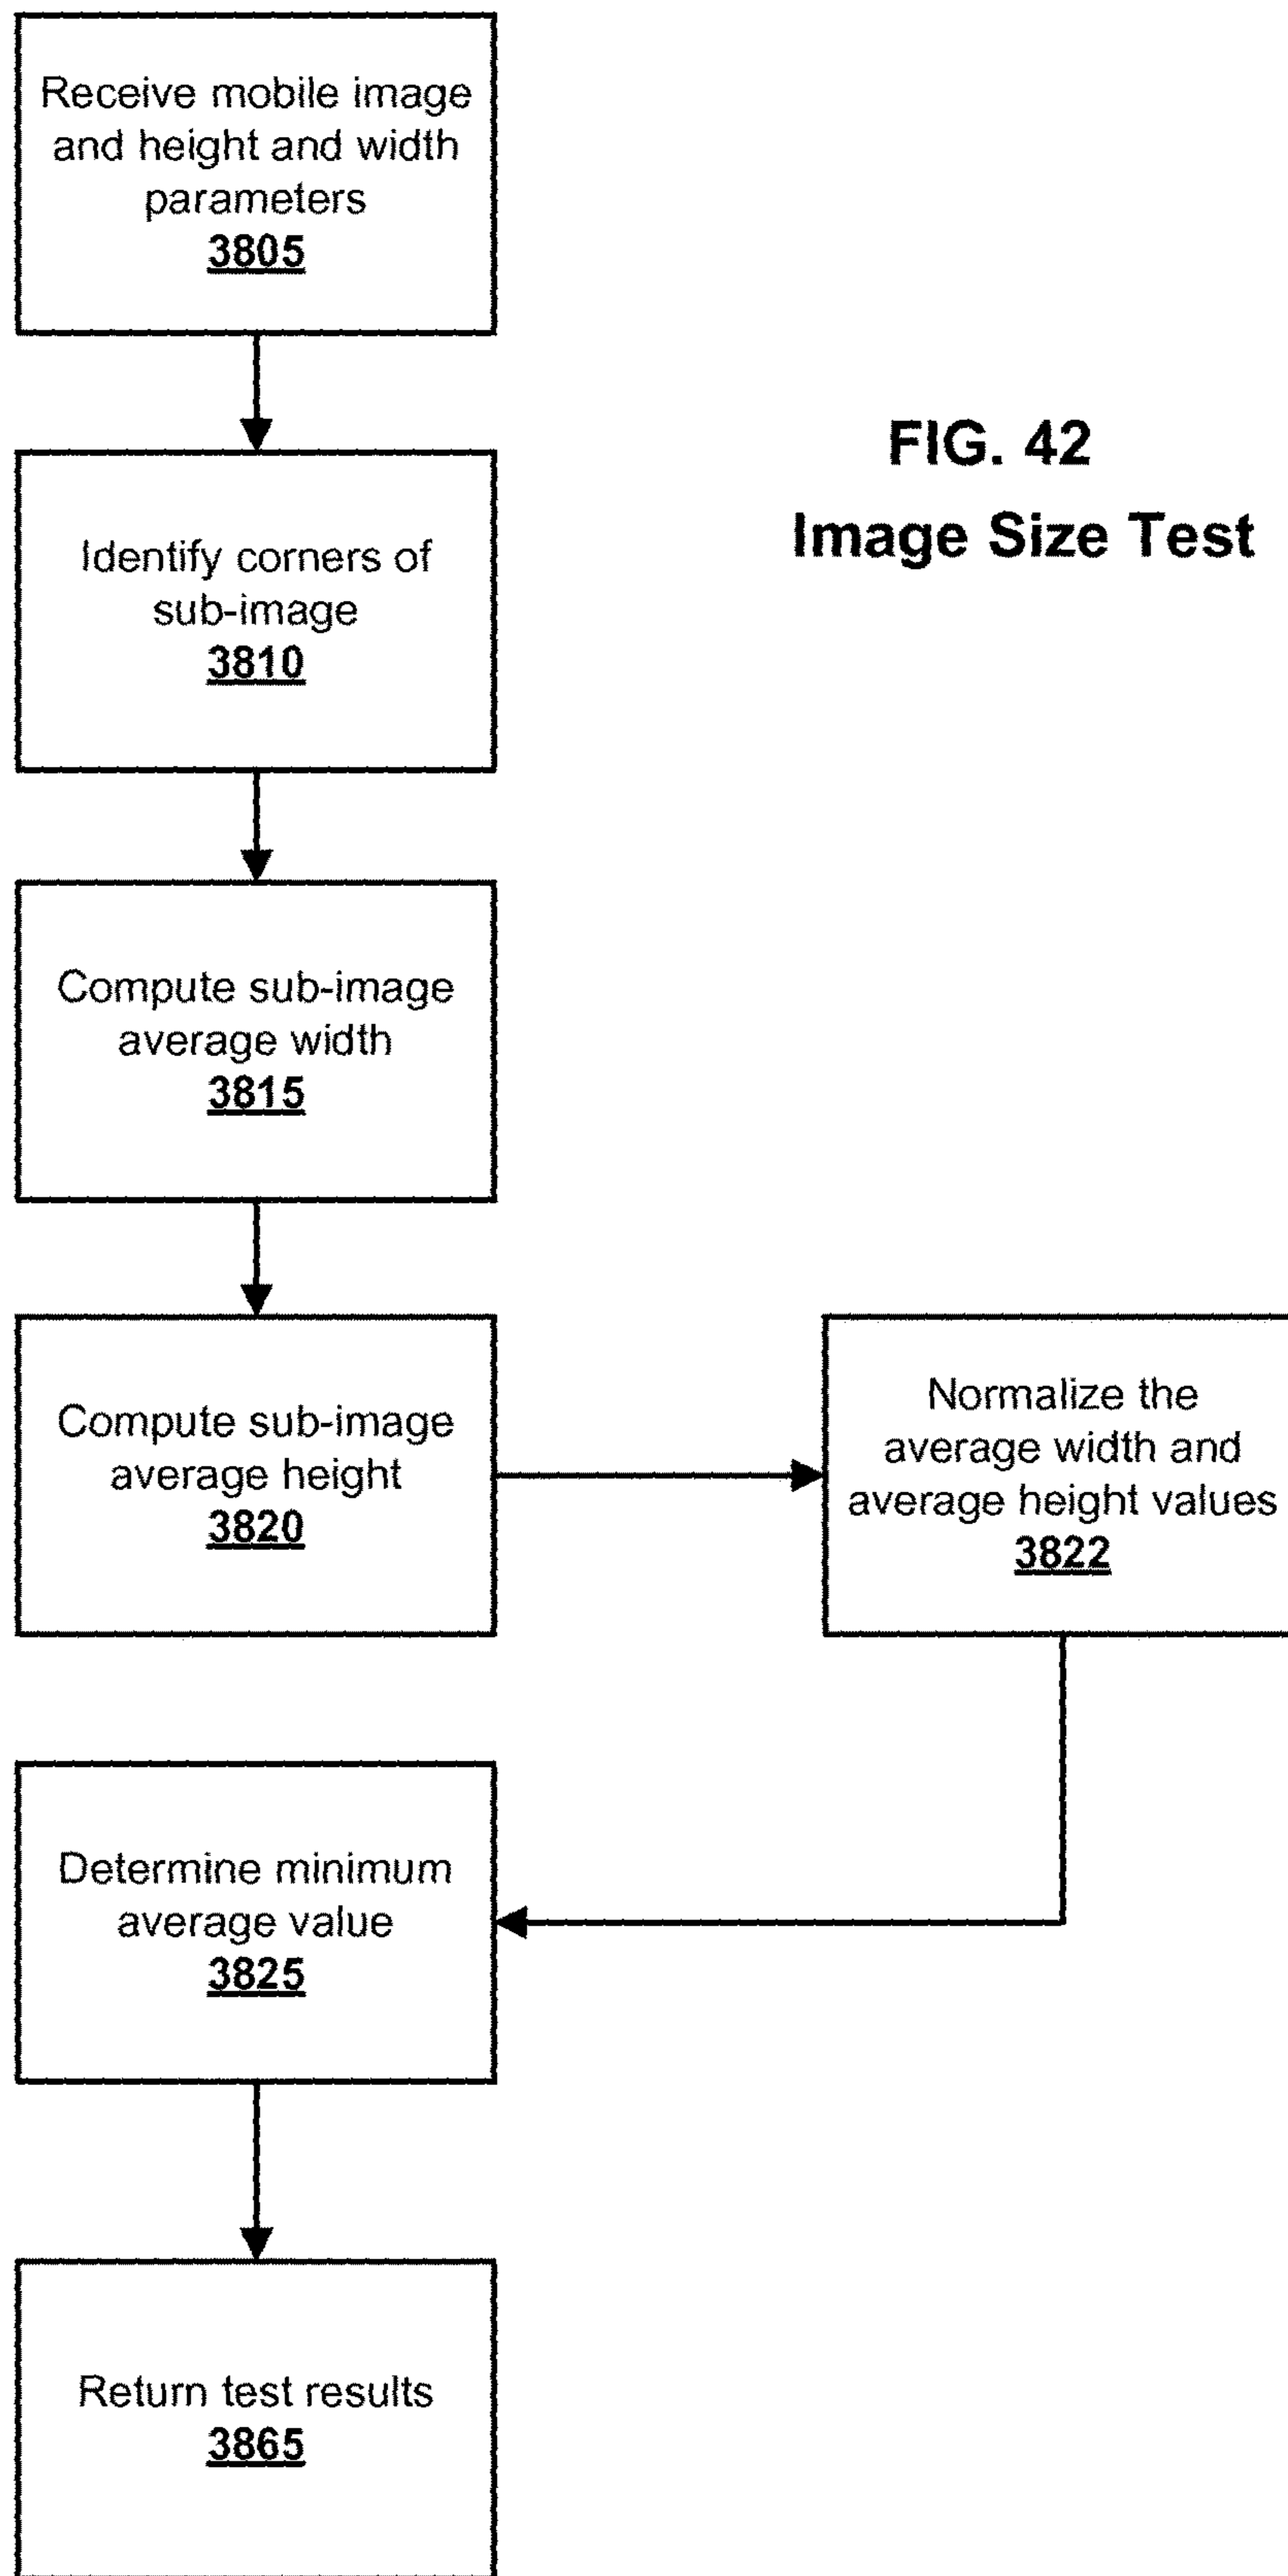 Receive mobile image
and height and width
parameters
3805
FIG. 42
Image Size Test
Identify corners of
sub-image
3810
Compute sub-image
average width
3815
Compute sub-image
average height
3820
Normalize the
average width and
average height values
3822
Determine minimum
average value
3825
Return test results
3865